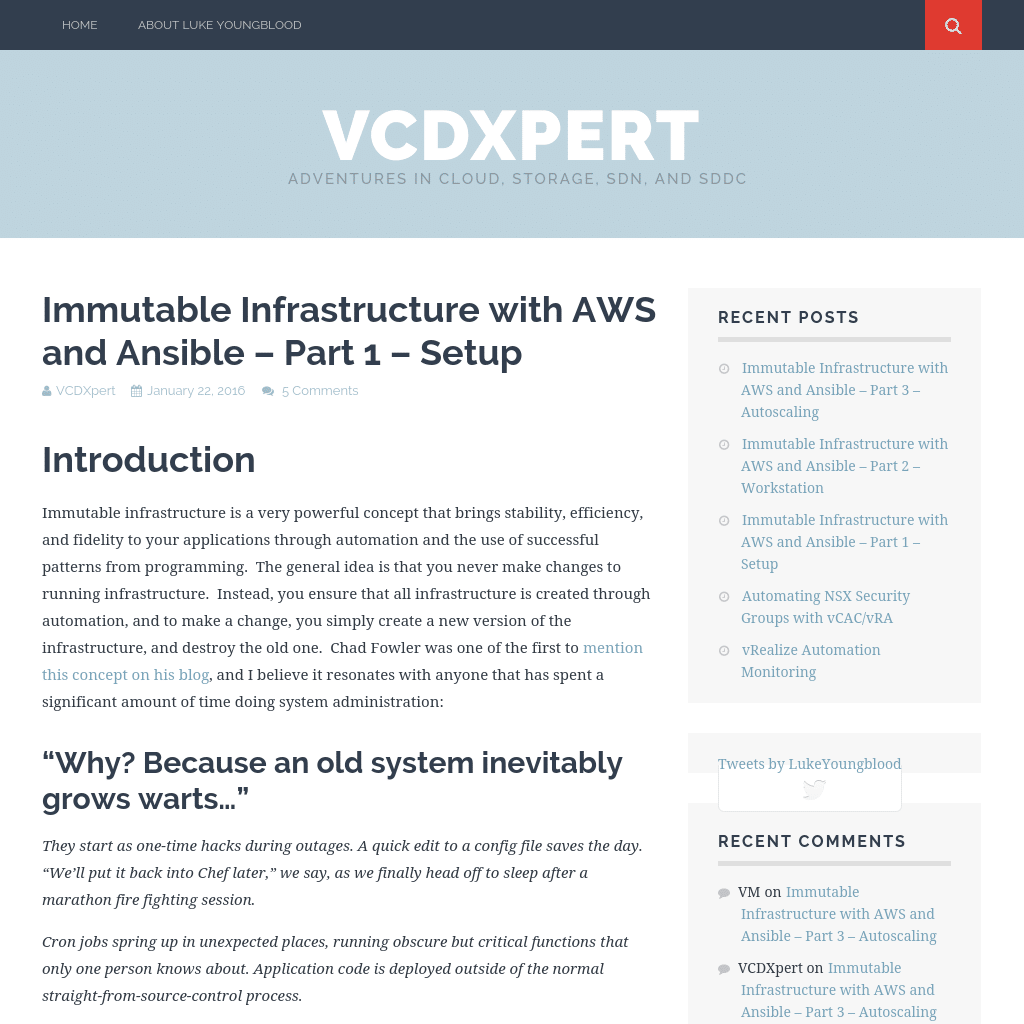 HOME ABOUT LUKE YOUNGBLOOD
VCDXPERT
ADVENTURES IN CLOUD, STORAGE, SDN, AND SDDC
Immutable Infrastructure with AWS
and Ansible – Part 1 – Setup
VCDXpert January 22, 2016 5 Comments
Introduction
Immutable infrastructure is a very powerful concept that brings stability, efficiency,
and fidelity to your applications through automation and the use of successful
patterns from programming.  The general idea is that you never make changes to
running infrastructure.  Instead, you ensure that all infrastructure is created through
automation, and to make a change, you simply create a new version of the
infrastructure, and destroy the old one.  Chad Fowler was one of the first to mention
this concept on his blog, and I believe it resonates with anyone that has spent a
significant amount of time doing system administration:
“Why? Because an old system inevitably
grows warts…”
They start as one-time hacks during outages. A quick edit to a config file saves the day.
“We’ll put it back into Chef later,” we say, as we finally head off to sleep after a
marathon fire fighting session.
Cron jobs spring up in unexpected places, running obscure but critical functions that
only one person knows about. Application code is deployed outside of the normal
straight-from-source-control process.
RECENT POSTS
Immutable Infrastructure with
AWS and Ansible – Part 3 –
Autoscaling
Immutable Infrastructure with
AWS and Ansible – Part 2 –
Workstation
Immutable Infrastructure with
AWS and Ansible – Part 1 –
Setup
Automating NSX Security
Groups with vCAC/vRA
vRealize Automation
Monitoring
Tweets by LukeYoungblood
RECENT COMMENTS
VM on Immutable
Infrastructure with AWS and
Ansible – Part 3 – Autoscaling
VCDXpert on Immutable
Infrastructure with AWS and
Ansible – Part 3 – Autoscaling